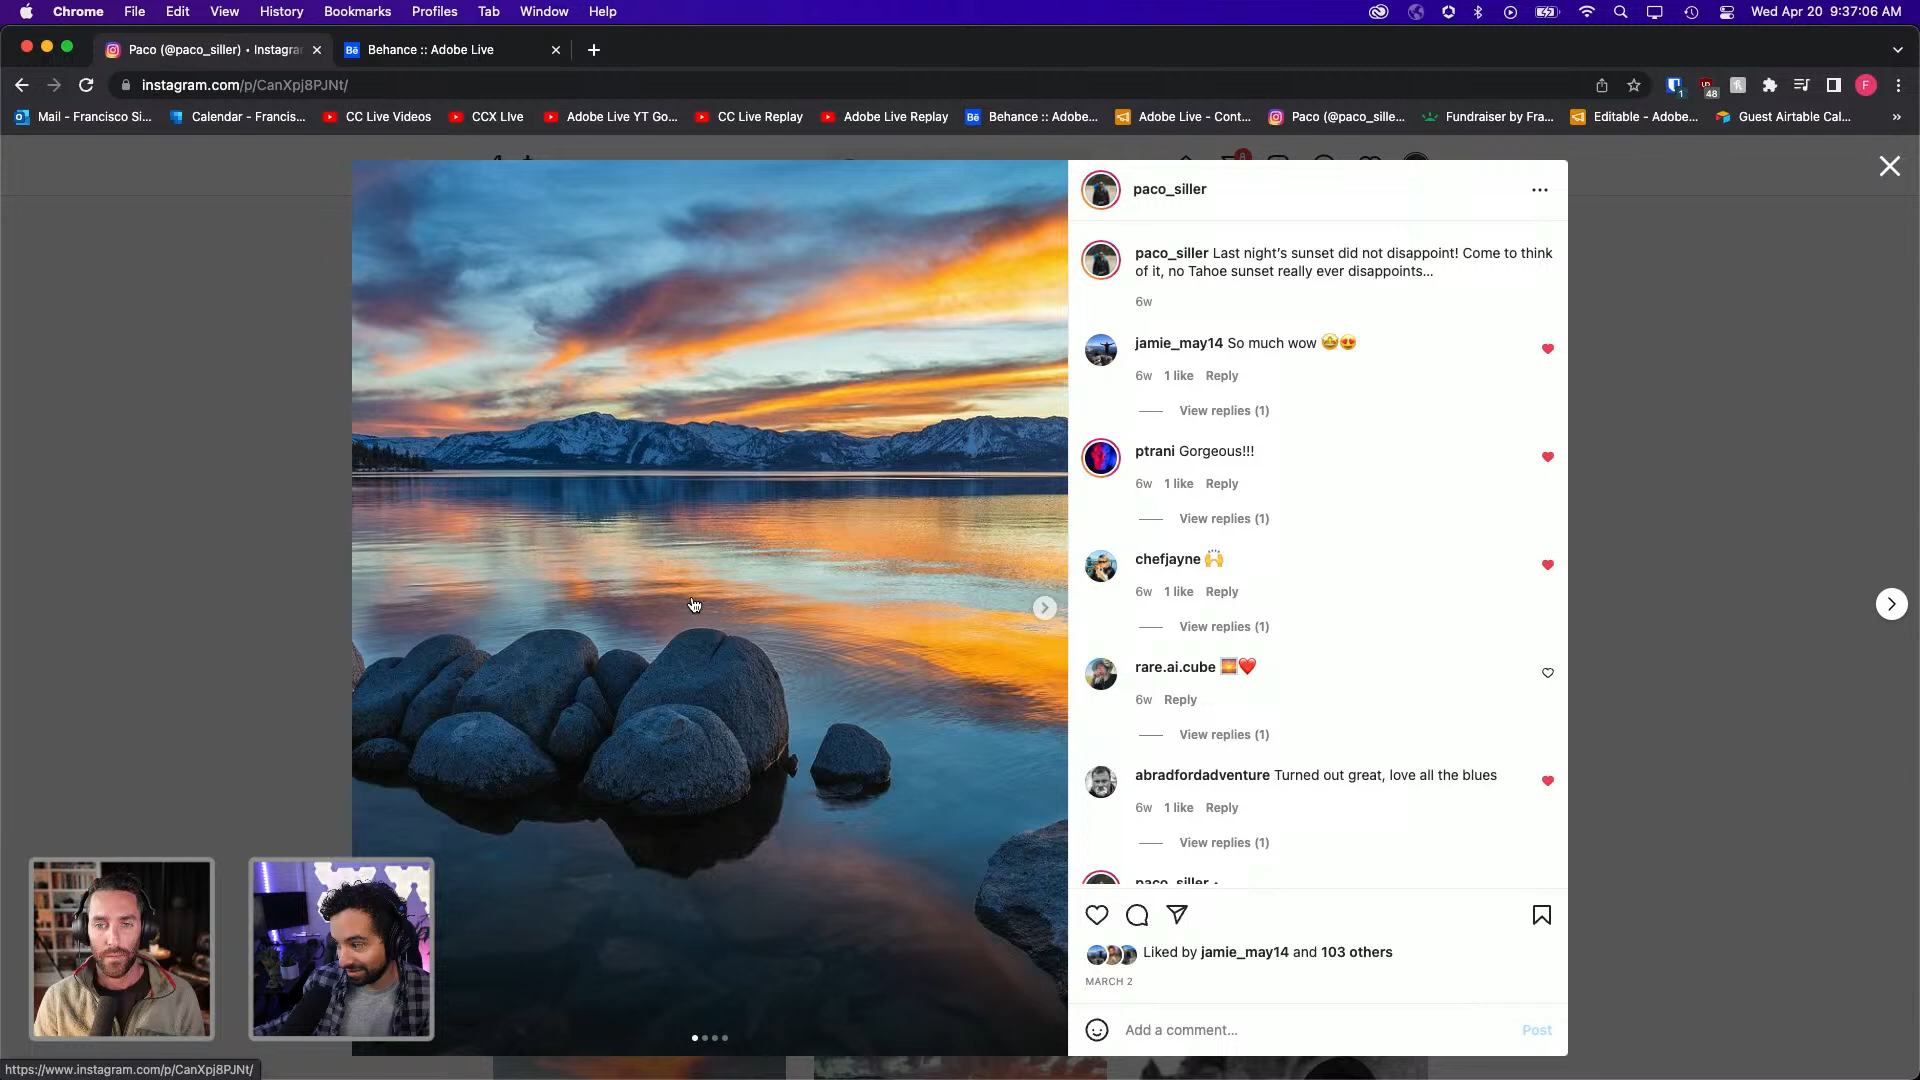 Chrome File Edit View History Bookmarks Profiles Tab Window Help
Wed Apr 20 9:37:06 AM
Paco (@paco_siller) • Instagra
Bē Behance :: Adobe Live
instagram.com/p/CanXpj8PJNt/
1
48
F
Mail - Francisco Si...
Calendar - Francis...
CC Live Videos
CCX LIve
Adobe Live YT Go...
CC Live Replay
Adobe Live Replay
Bē Behance :: Adobe...
Adobe Live - Cont...
Paco (@paco_sille...
Fundraiser by Fra...
Editable - Adobe...
Guest Airtable Cal...
paco_siller
paco_siller Last night's sunset did not disappoint! Come to think
of it, no Tahoe sunset really ever disappoints...
6w
jamie_may14 So much wow 🤩😍
6w 1 like Reply
View replies (1)
ptrani Gorgeous!!!
6w 1 like Reply
View replies (1)
chefjayne 🙌
6w 1 like Reply
View replies (1)
rare.ai.cube 🌅❤️
6w Reply
View replies (1)
abradfordadventure Turned out great, love all the blues
6w 1 like Reply
View replies (1)
paco_siller •
Liked by jamie_may14 and 103 others
MARCH 2
Add a comment...
Post
https://www.instagram.com/p/CanXpj8PJNt/